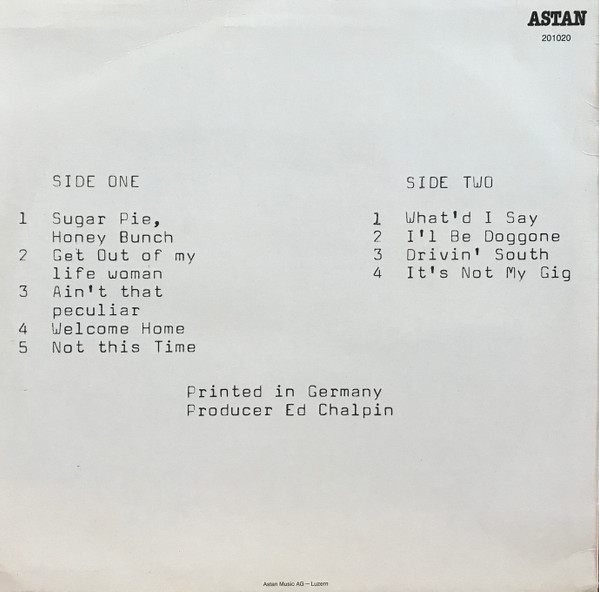 ASTAN
201020
SIDE ONE
1 Sugar Pie,
Honey Bunch
2 Get Out of my
life woman
3 Ain't that
peculiar
4 Welcome Home
5 Not this Time
SIDE TWO
1 What'd I Say
2 I'l Be Doggone
3 Drivin' South
4 It's Not My Gig
Printed in Germany
Producer Ed Chalpin
Astan Music AG – Luzern